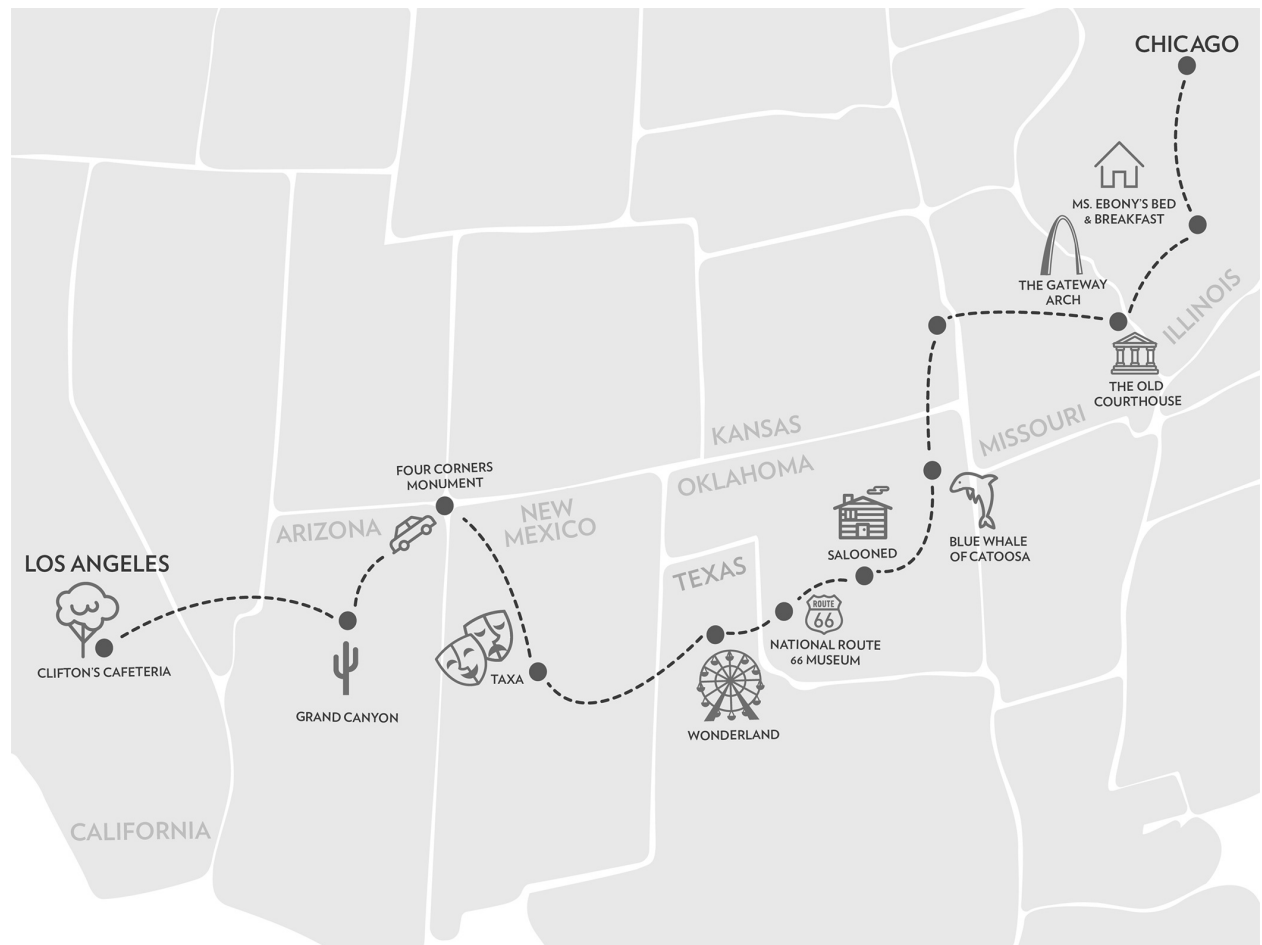 CHICAGO
MS. EBONY'S BED
& BREAKFAST
THE GATEWAY
ARCH
ILLINOIS
THE OLD
COURTHOUSE
MISSOURI
KANSAS
OKLAHOMA
BLUE WHALE
OF CATOOSA
SALOONED
ROUTE
66
NATIONAL ROUTE
66 MUSEUM
TEXAS
WONDERLAND
NEW
MEXICO
TAXA
FOUR CORNERS
MONUMENT
ARIZONA
GRAND CANYON
LOS ANGELES
CLIFTON'S CAFETERIA
CALIFORNIA